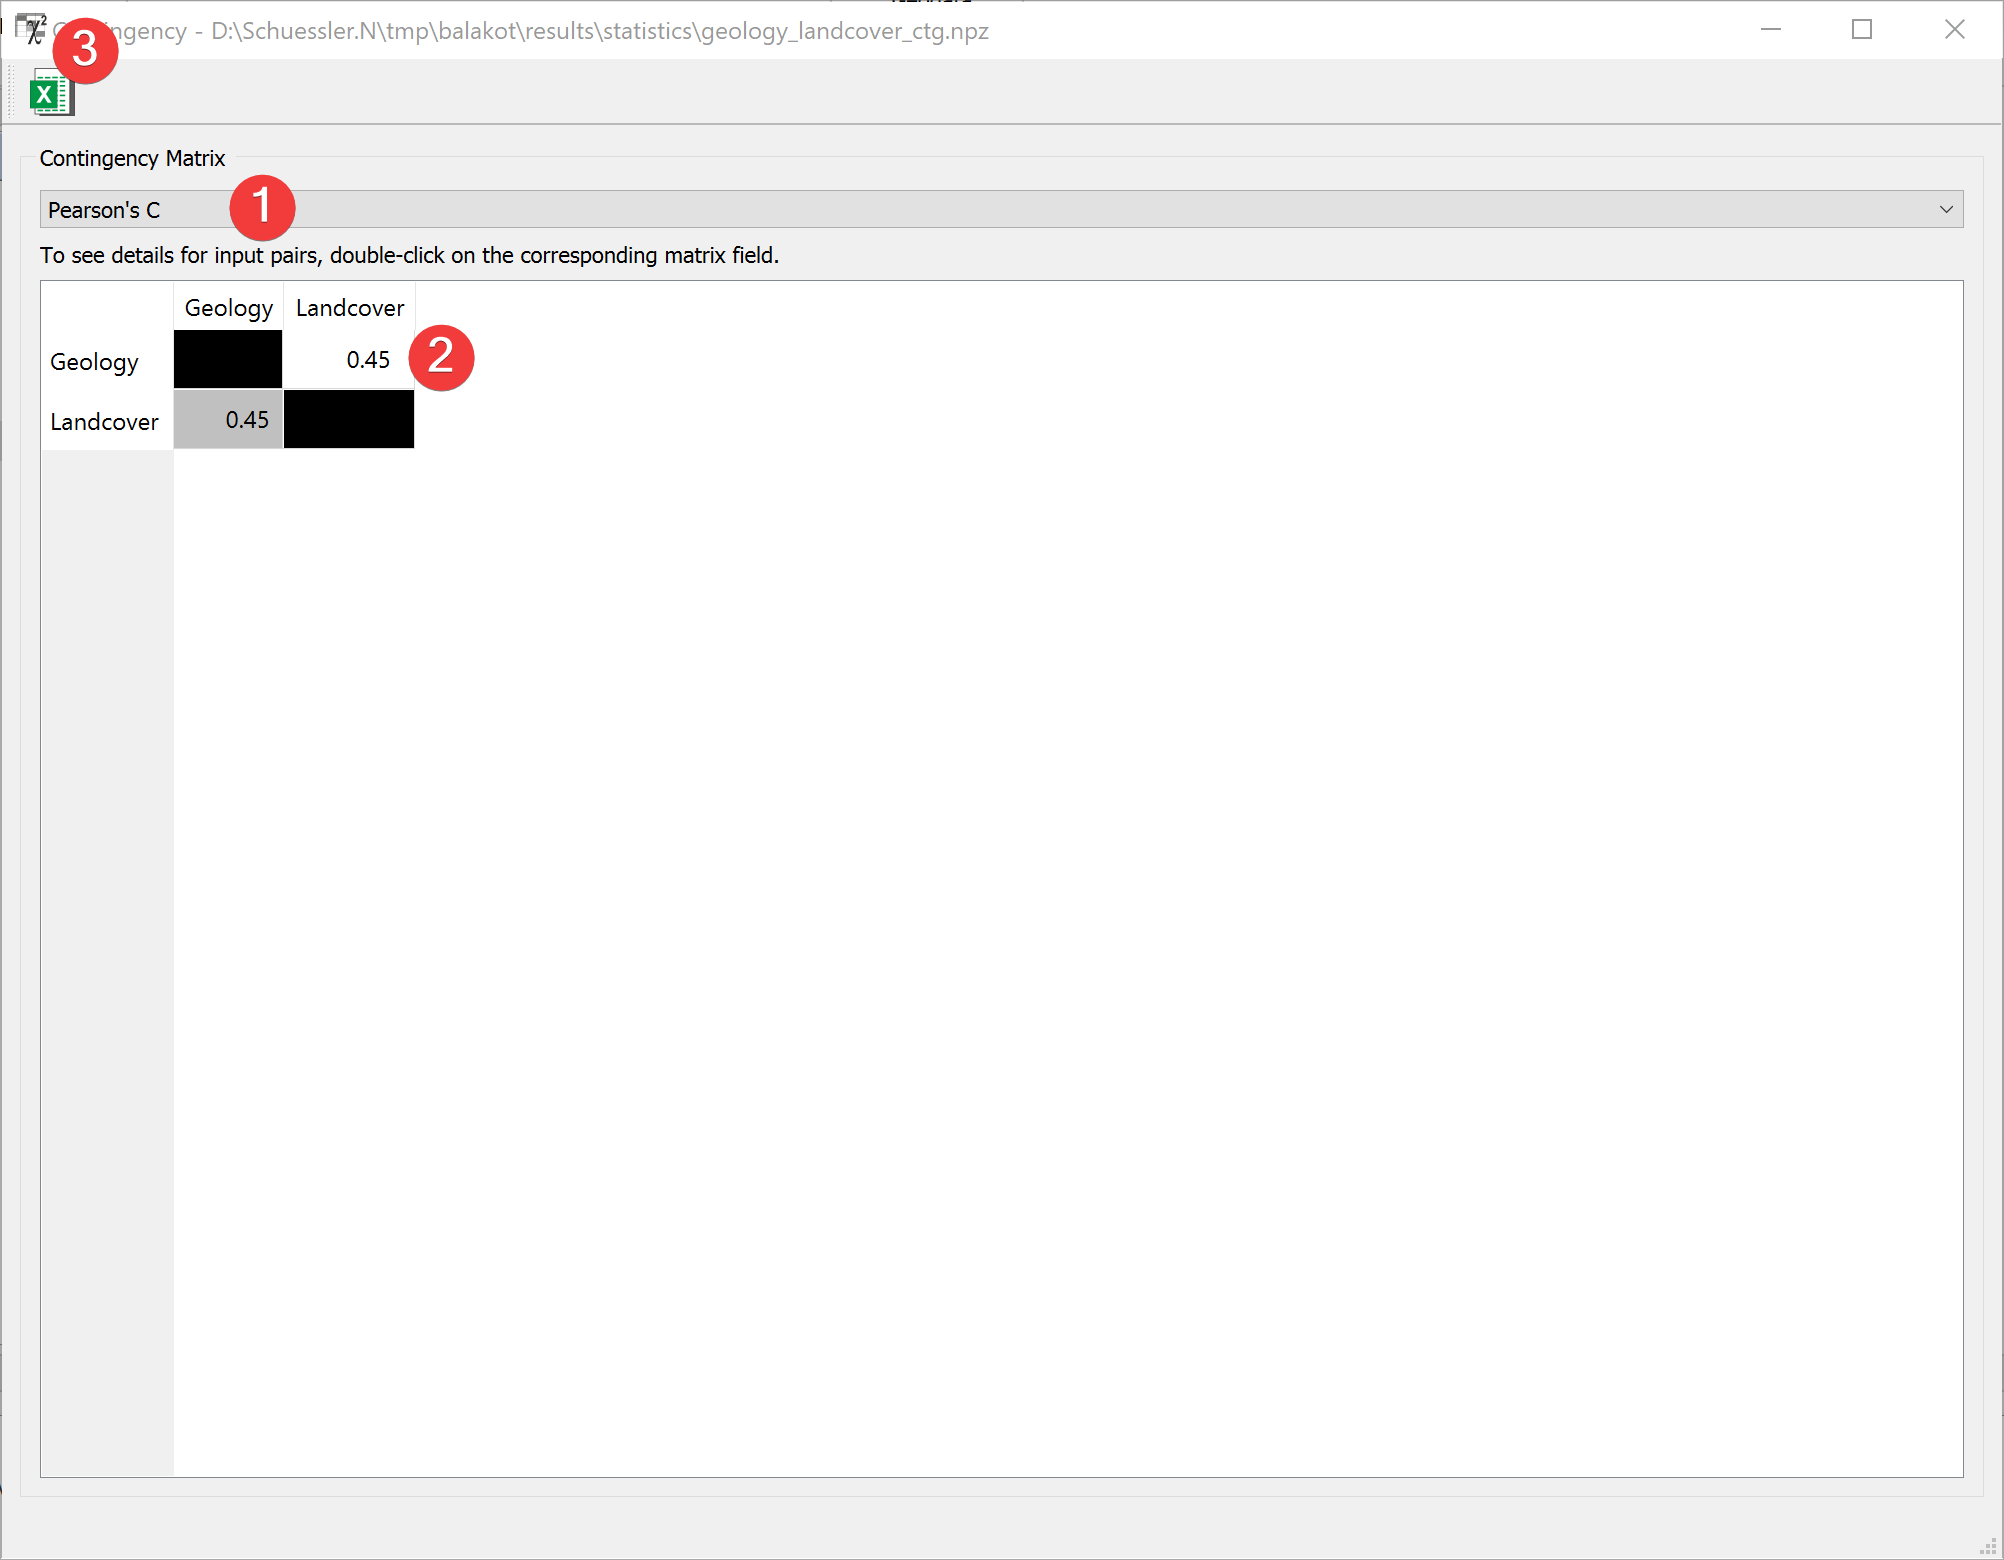 3
ngency - D:\Schuessler.N\tmp\balakot\results\statistics\geology_landcover_ctg.npz
X
Contingency Matrix
Pearson's C
1
To see details for input pairs, double-click on the corresponding matrix field.
Geology Landcover
Geology 0.45 2
Landcover 0.45